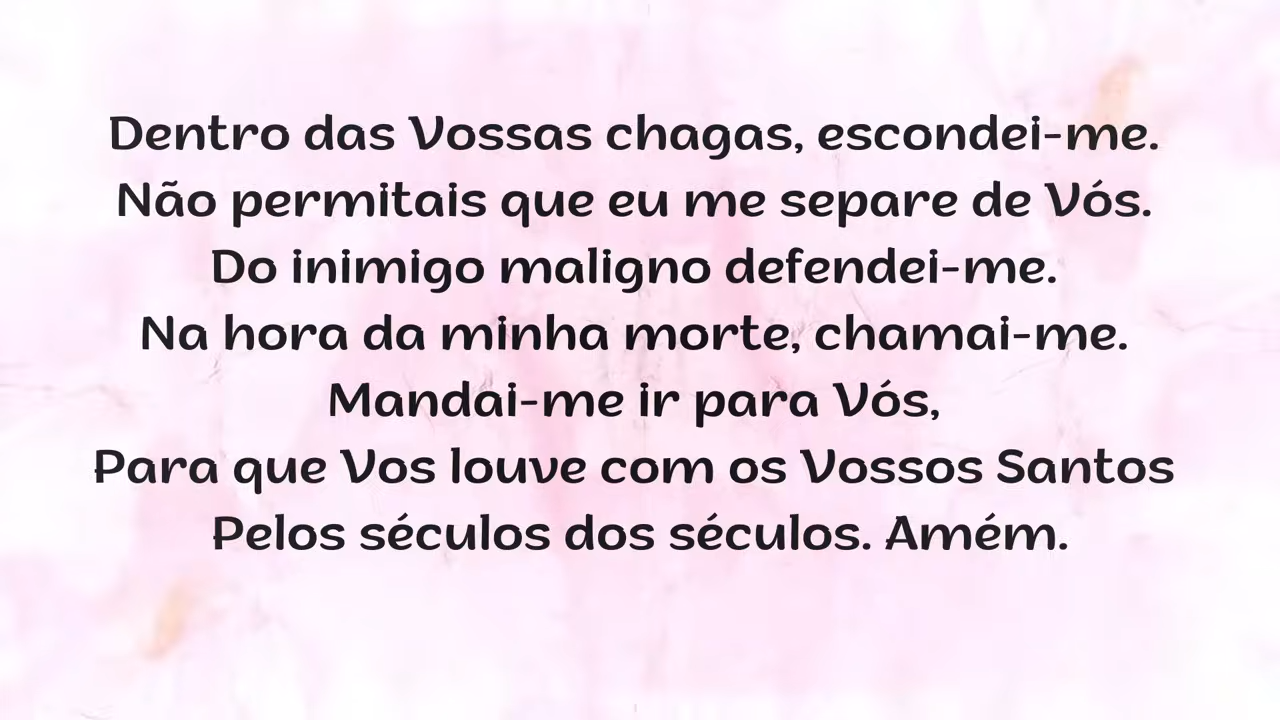 Dentro das Vossas chagas, escondei-me.
Não permitais que eu me separe de Vós.
Do inimigo maligno defendei-me.
Na hora da minha morte, chamai-me.
Mandai-me ir para Vós,
Para que Vos louve com os Vossos Santos
Pelos séculos dos séculos. Amém.